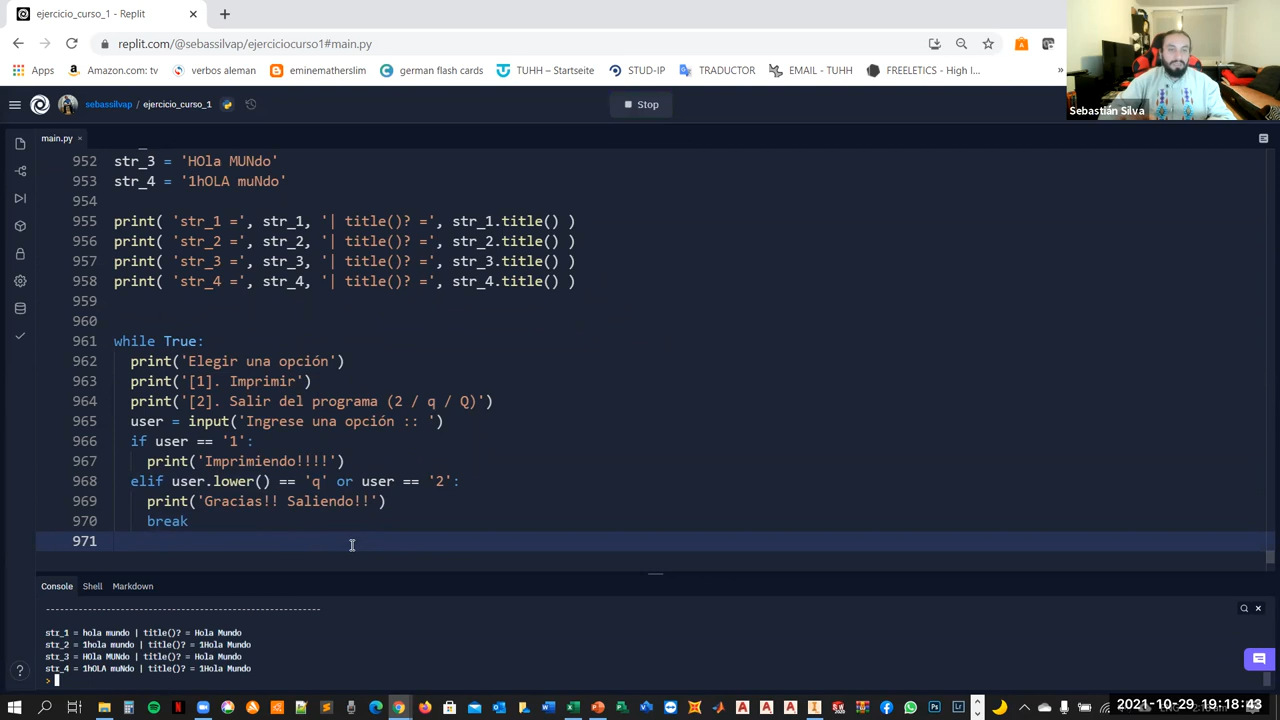 ejercicio_curso_1 - Replit
replit.com/@sebassilvap/ejerciciocurso1#main.py
Apps Amazon.com: tv verbos aleman eminematherslim german flash card TUHH – Startseite STUD-IP TRADUCTOR EMAIL - TUHH FREELETICS - High I...
Sebastián Silva
sebassilvap / ejercicio_curso_1 Stop
main.py
952 str_3 = 'HOla MUNdo'
953 str_4 = '1hOLA muNdo'
954
955 print( 'str_1 =', str_1, '| title()? =', str_1.title() )
956 print( 'str_2 =', str_2, '| title()? =', str_2.title() )
957 print( 'str_3 =', str_3, '| title()? =', str_3.title() )
958 print( 'str_4 =', str_4, '| title()? =', str_4.title() )
959
960
961 while True:
962 print('Elegir una opción')
963 print('[1]. Imprimir')
964 print('[2]. Salir del programa (2 / q / Q)')
965 user = input('Ingrese una opción :: ')
966 if user == '1':
967 print('Imprimiendo!!!!')
968 elif user.lower() == 'q' or user == '2':
969 print('Gracias!! Saliendo!!')
970 break
971
Console Shell Markdown
------------------------------------------------------------
str_1 = hola mundo | title()? = Hola Mundo
str_2 = 1hola mundo | title()? = 1Hola Mundo
str_3 = HOla MUNdo | title()? = Hola Mundo
str_4 = 1hOLA muNdo | title()? = 1Hola Mundo
>
2021-10-29 19:18:43